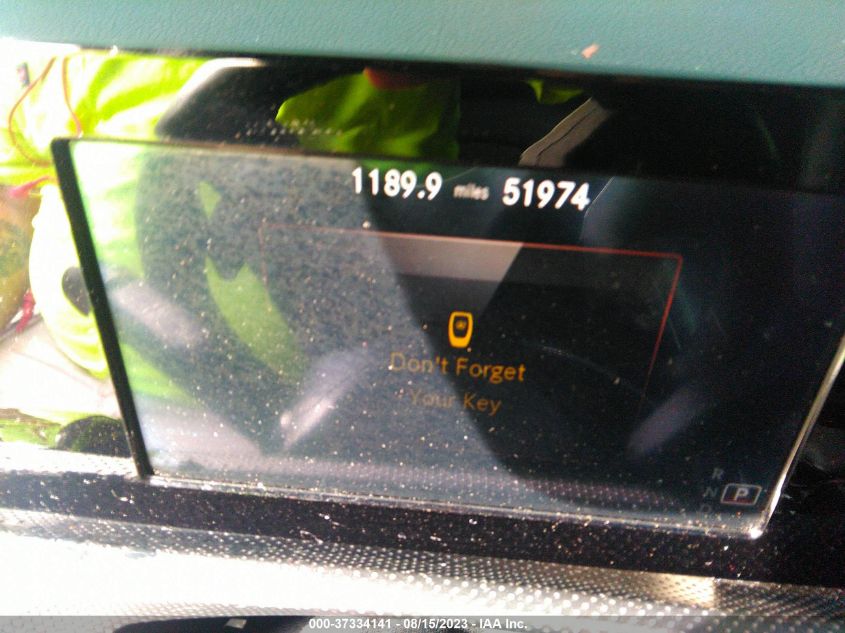 1189.9 miles 51974
Don't Forget
Your Key
R
N P
D
000-37334141 - 08/15/2023 - IAA Inc.